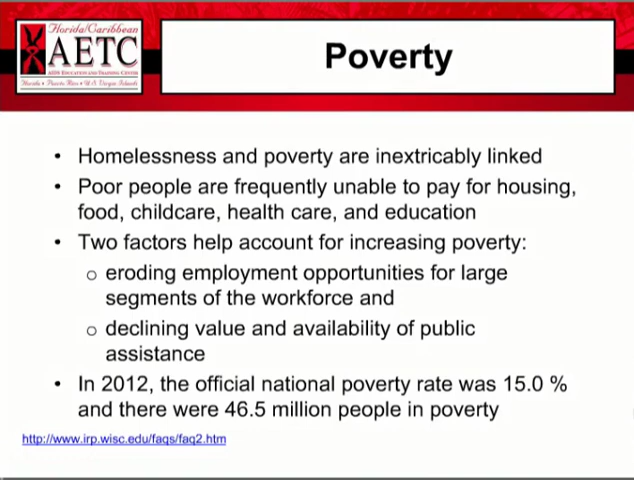 Florida/Caribbean
AETC
AIDS EDUCATION AND TRAINING CENTER
Florida • Puerto Rico • U.S. Virgin Islands
Poverty
• Homelessness and poverty are inextricably linked
• Poor people are frequently unable to pay for housing,
food, childcare, health care, and education
• Two factors help account for increasing poverty:
o eroding employment opportunities for large
segments of the workforce and
o declining value and availability of public
assistance
• In 2012, the official national poverty rate was 15.0 %
and there were 46.5 million people in poverty
http://www.irp.wisc.edu/faqs/faq2.htm